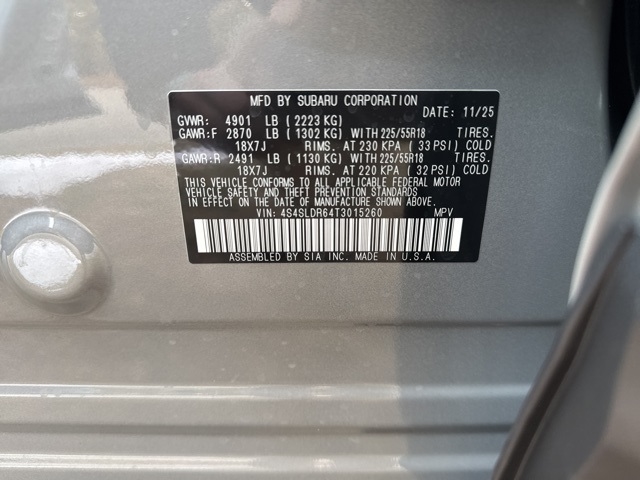 MFD BY SUBARU CORPORATION
DATE: 11/25
GVWR: 4901 LB (2223 KG)
GAWR:F 2870 LB (1302 KG) WITH 225/55R18 TIRES.
18X7J RIMS. AT 230 KPA (33 PSI) COLD
GAWR:R 2491 LB (1130 KG) WITH 225/55R18 TIRES.
18X7J RIMS. AT 220 KPA (32 PSI) COLD
THIS VEHICLE CONFORMS TO ALL APPLICABLE FEDERAL MOTOR
VEHICLE SAFETY AND THEFT PREVENTION STANDARDS
IN EFFECT ON THE DATE OF MANUFACTURE SHOWN ABOVE.
VIN: 4S4SLDR64T3015260 MPV
ASSEMBLED BY SIA INC. MADE IN U.S.A.